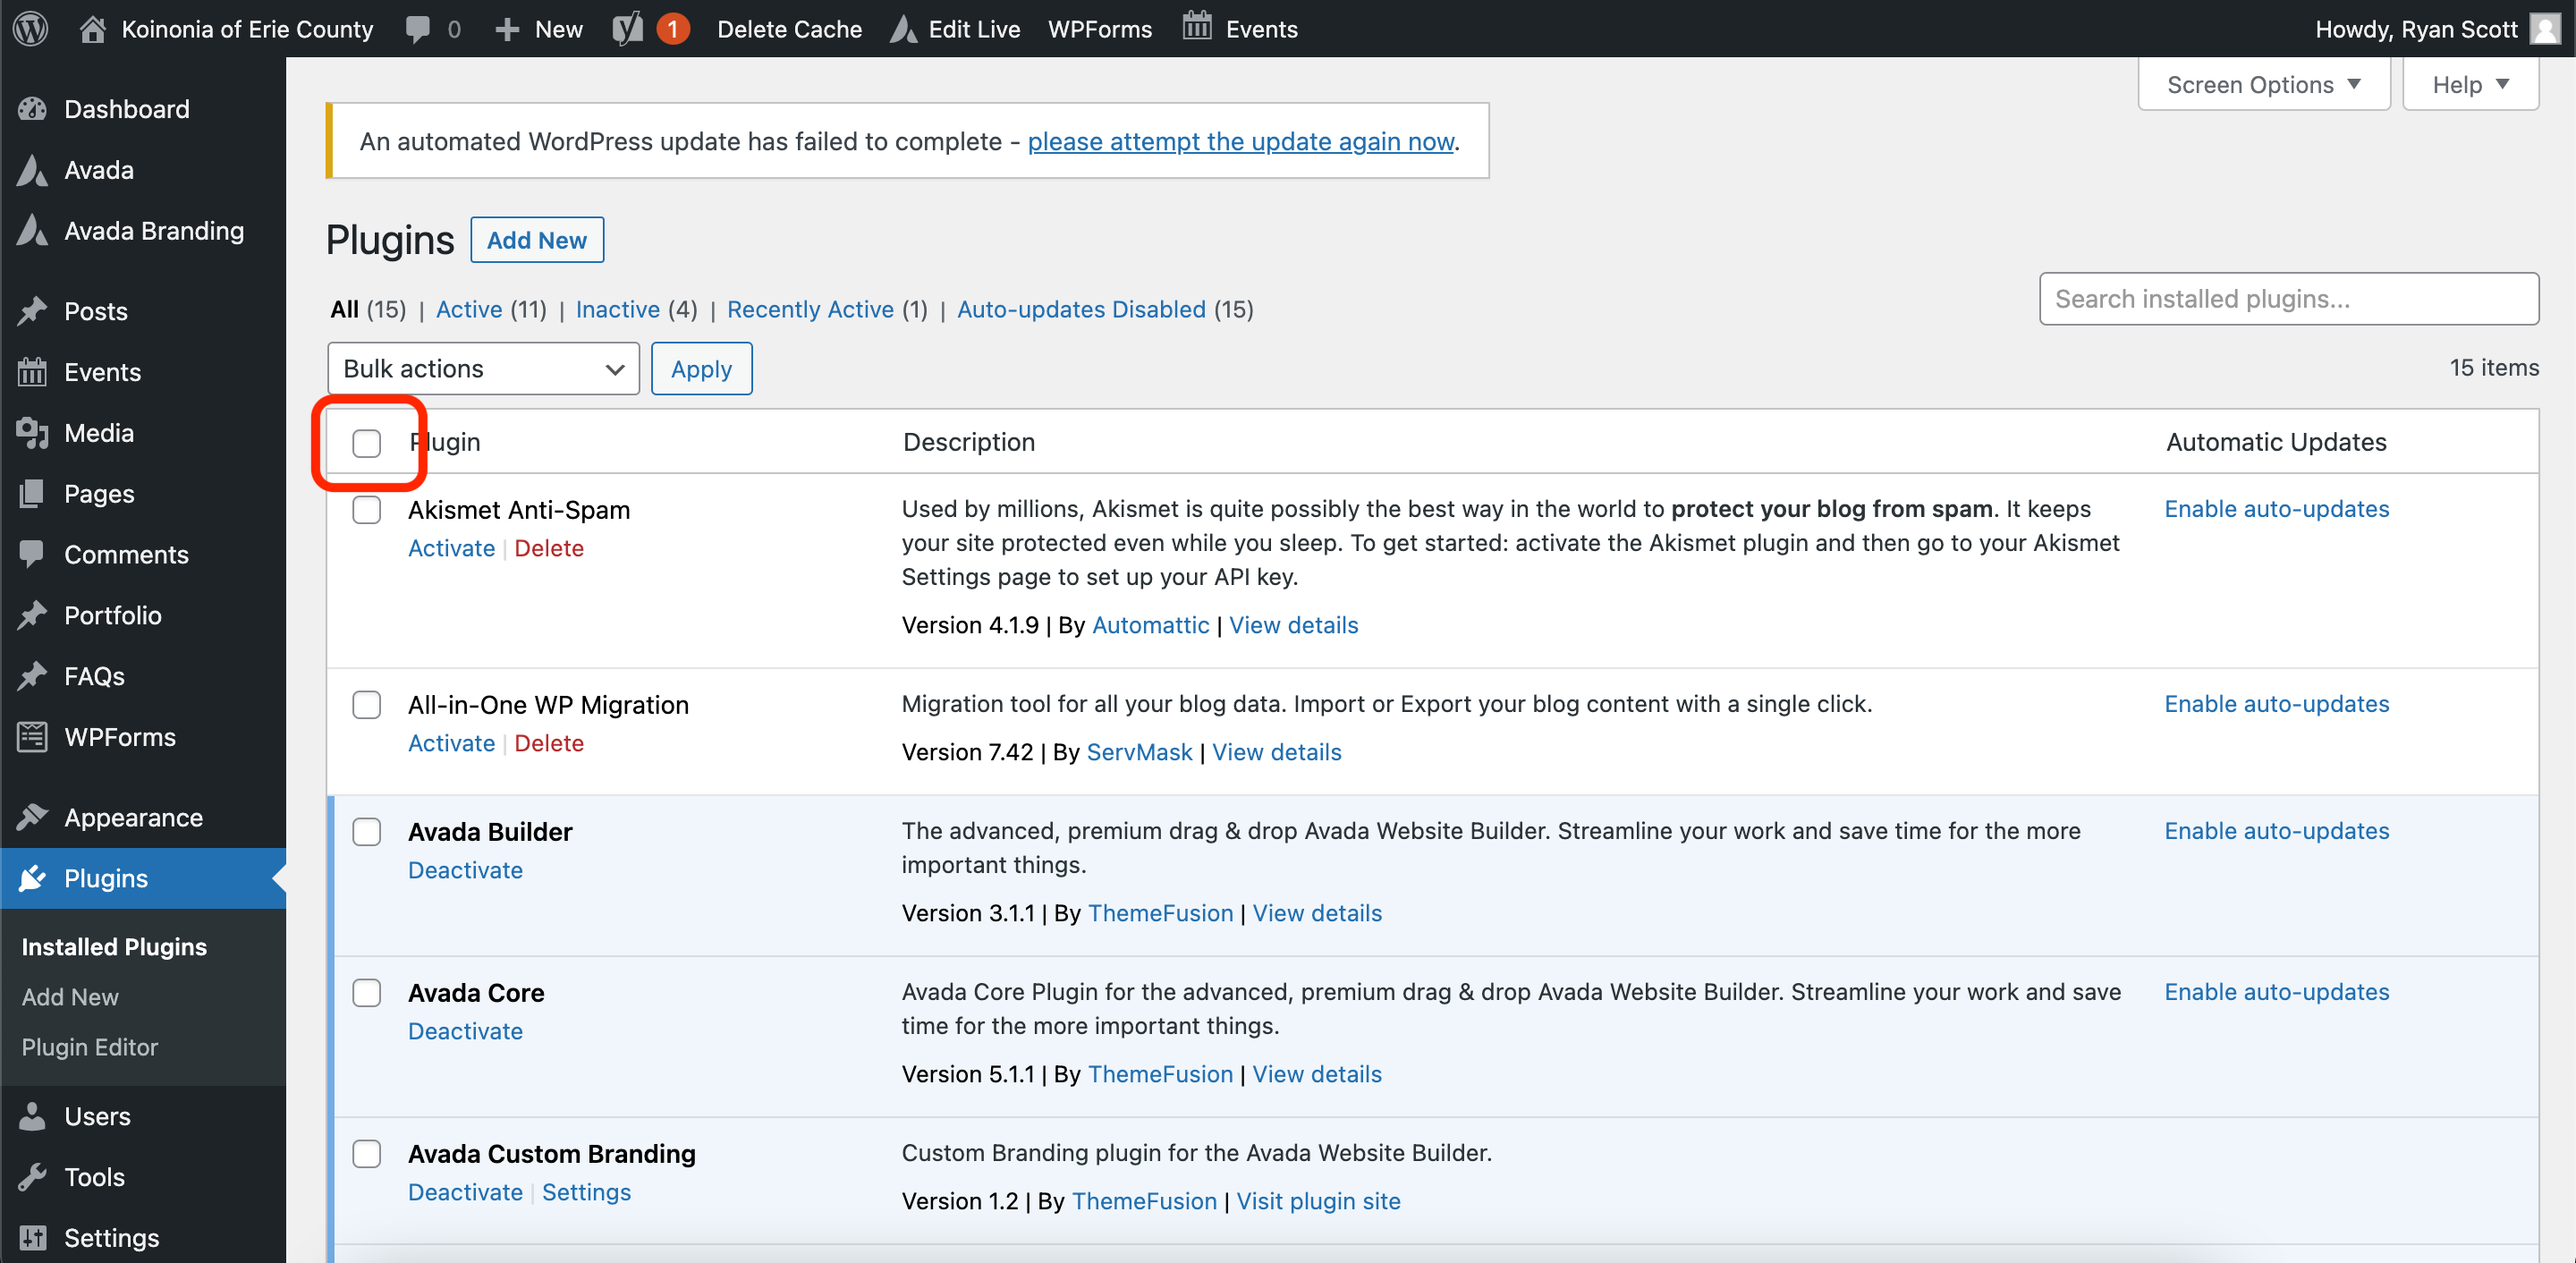 Koinonia of Erie County 0 New 1 Delete Cache Edit Live WPForms Events Howdy, Ryan Scott
Screen Options Help
Dashboard
Avada
Avada Branding
Posts
Events
Media
Pages
Comments
Portfolio
FAQs
WPForms
Appearance
Plugins
Installed Plugins
Add New
Plugin Editor
Users
Tools
Settings
An automated WordPress update has failed to complete - please attempt the update again now.
Plugins Add New
All (15) | Active (11) | Inactive (4) | Recently Active (1) | Auto-updates Disabled (15)
Search installed plugins...
Bulk actions Apply
15 items
Plugin Description Automatic Updates
Akismet Anti-Spam
Activate | Delete
Used by millions, Akismet is quite possibly the best way in the world to protect your blog from spam. It keeps
your site protected even while you sleep. To get started: activate the Akismet plugin and then go to your Akismet
Settings page to set up your API key.
Version 4.1.9 | By Automattic | View details
Enable auto-updates
All-in-One WP Migration
Activate | Delete
Migration tool for all your blog data. Import or Export your blog content with a single click.
Version 7.42 | By ServMask | View details
Enable auto-updates
Avada Builder
Deactivate
The advanced, premium drag & drop Avada Website Builder. Streamline your work and save time for the more
important things.
Version 3.1.1 | By ThemeFusion | View details
Enable auto-updates
Avada Core
Deactivate
Avada Core Plugin for the advanced, premium drag & drop Avada Website Builder. Streamline your work and save
time for the more important things.
Version 5.1.1 | By ThemeFusion | View details
Enable auto-updates
Avada Custom Branding
Deactivate | Settings
Custom Branding plugin for the Avada Website Builder.
Version 1.2 | By ThemeFusion | Visit plugin site